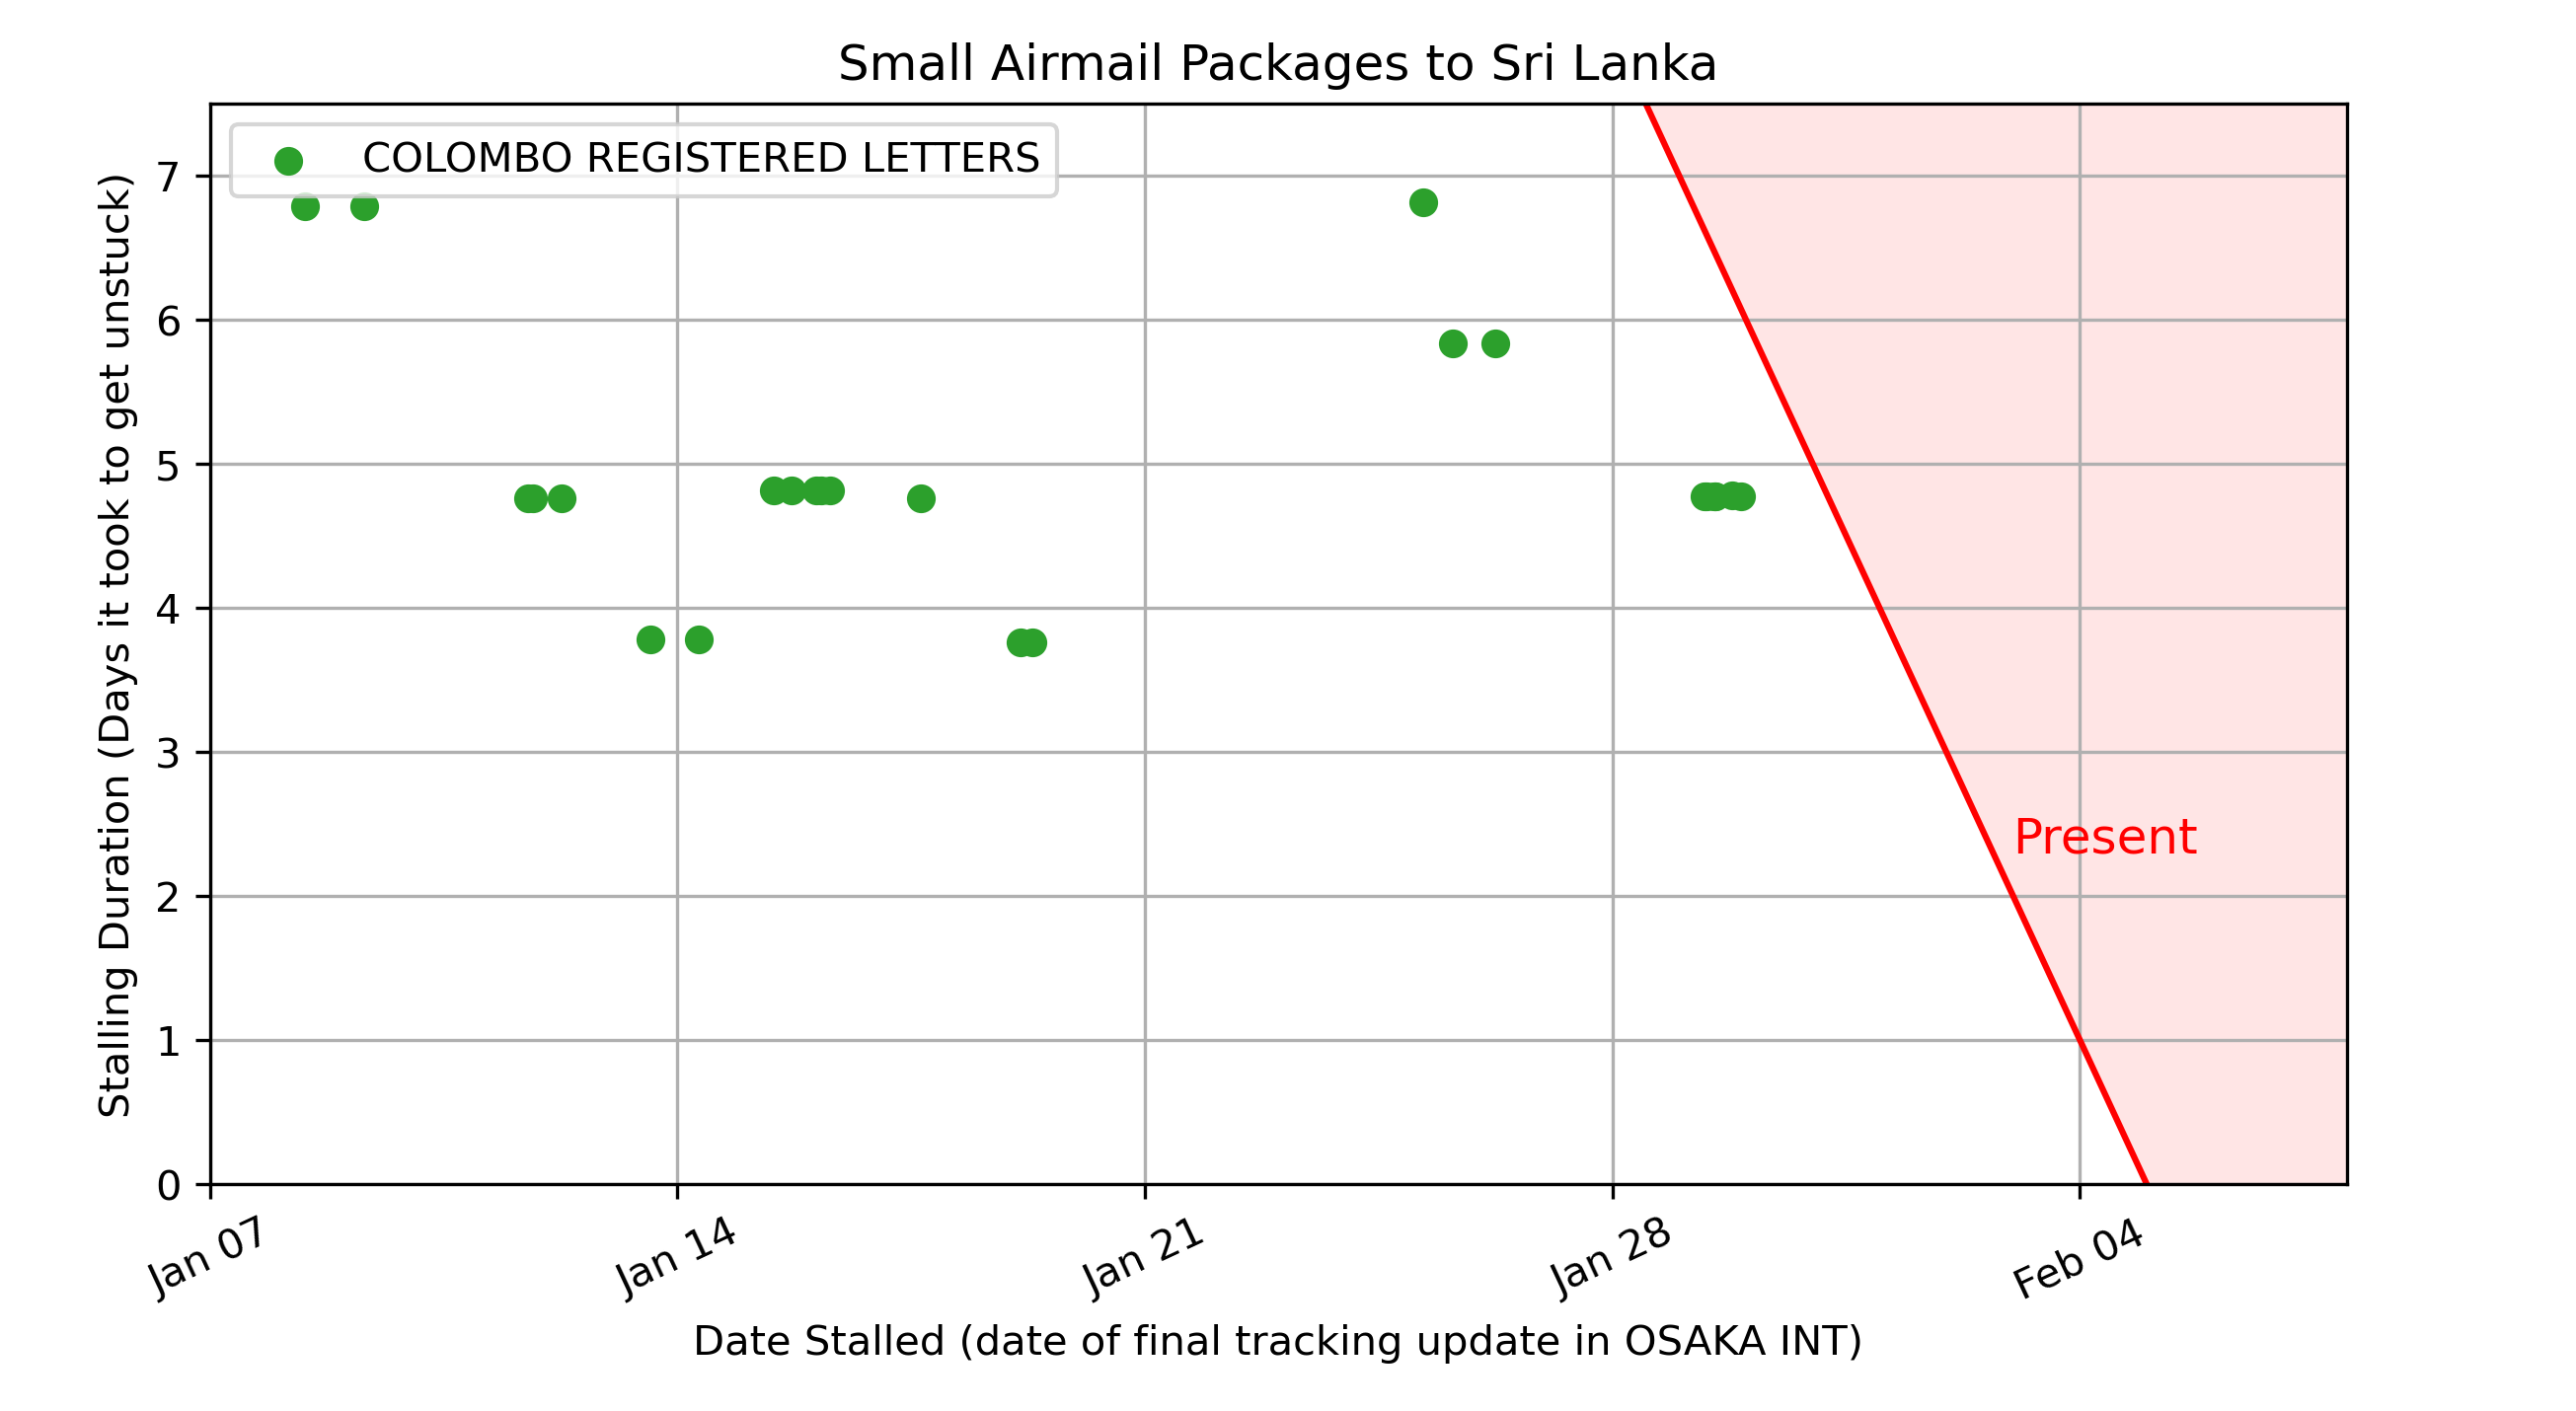 Small Airmail Packages to Sri Lanka
COLOMBO REGISTERED LETTERS
Stalling Duration (Days it took to get unstuck)
7
6
5
4
3
2
1
0
Present
Jan 07
Jan 14
Jan 21
Jan 28
Feb 04
Date Stalled (date of final tracking update in OSAKA INT)